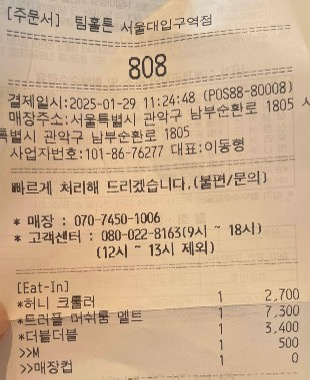 [주문서] 팀홀튼 서울대입구역점
808
결제일시:2025-01-29 11:24:48 (POS88-80008)
매장주소:서울특별시 관악구 남부순환로 1805
특별시 관악구 남부순환로 1805
사업자번호:101-86-76277 대표:이동형
빠르게 처리해 드리겠습니다.(불편/문의)
* 매장 : 070-7450-1006
* 고객센터 : 080-022-8163(9시 ~ 18시)
(12시 ~ 13시 제외)
[Eat-In]
*허니 크룰러 1 2,700
*트러플 머쉬룸 멜트 1 7,300
*더블더블 1 3,400
>>M 1 500
>>매장컵 1 0